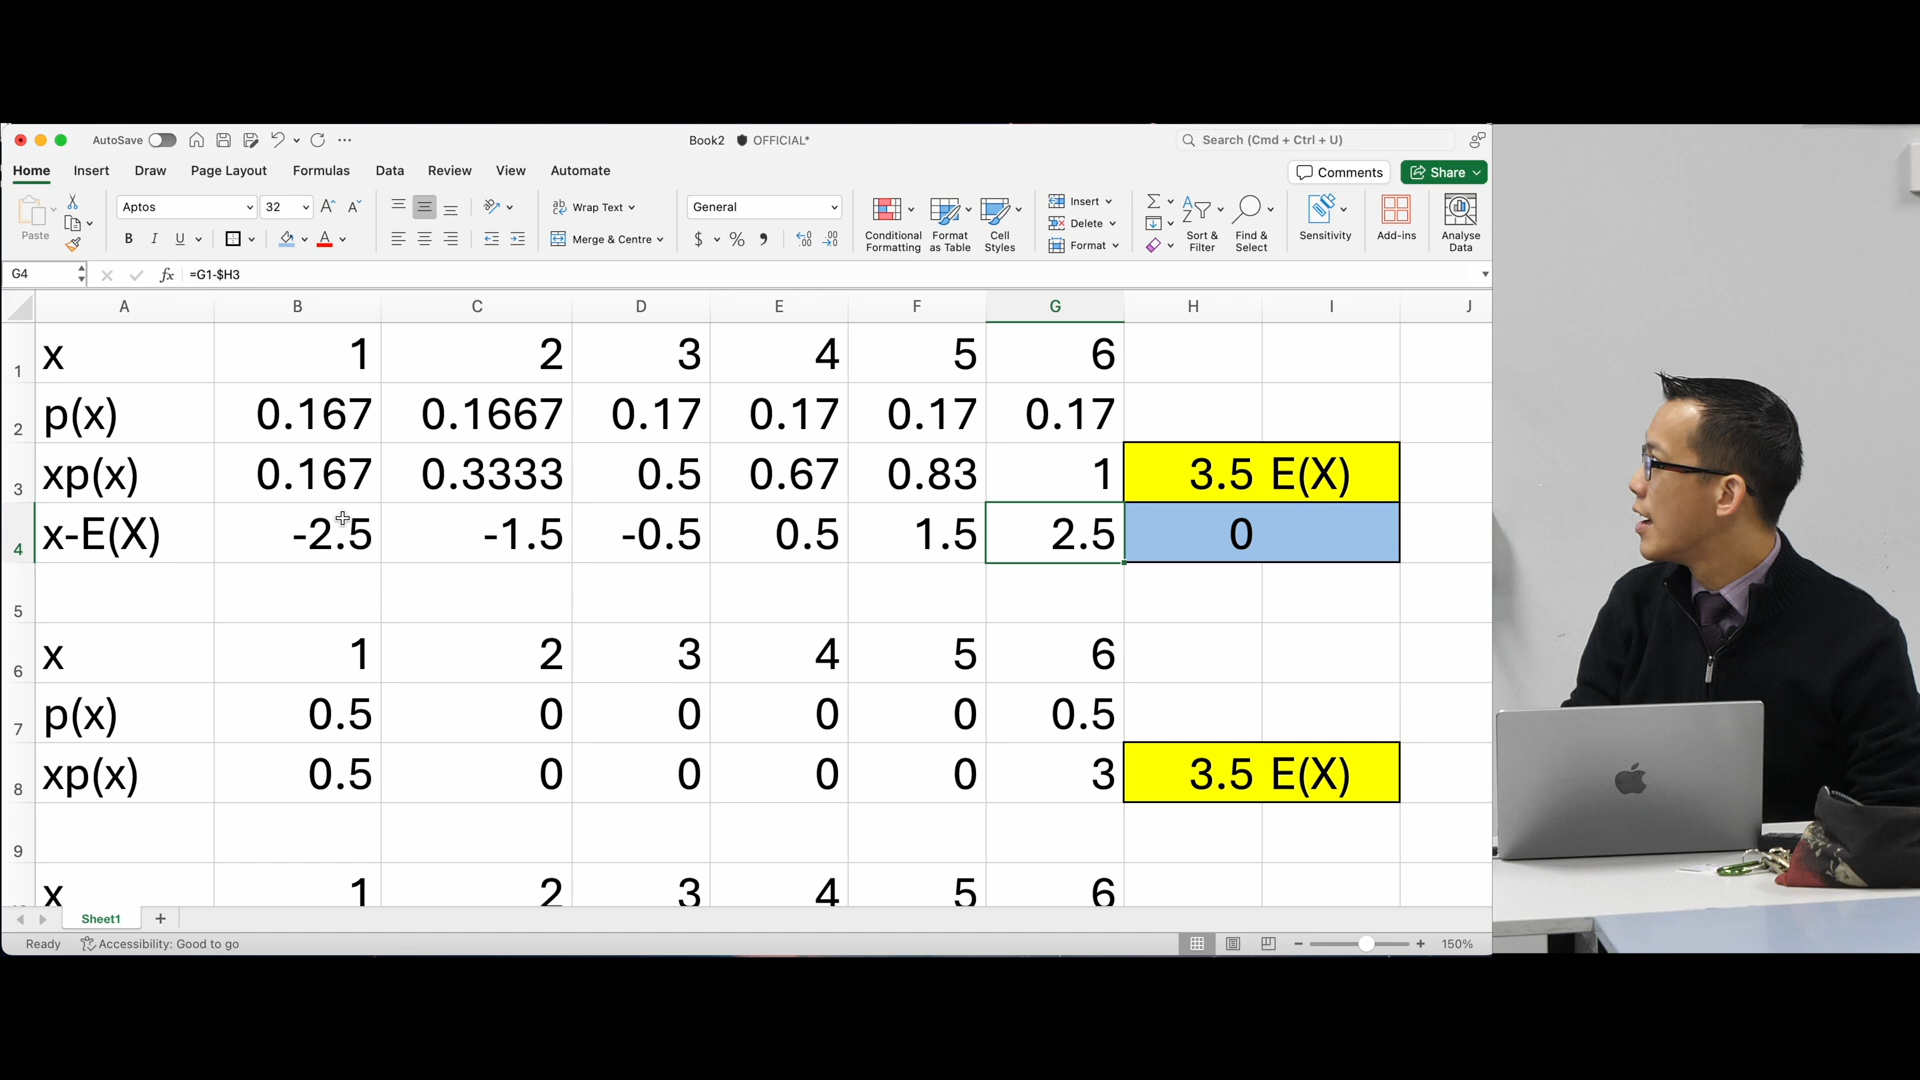 AutoSave
Book2 OFFICIAL*
Search (Cmd + Ctrl + U)
Home Insert Draw Page Layout Formulas Data Review View Automate
Comments Share
Paste
Aptos 32
B I U
A
Wrap Text
Merge & Centre
General
$ % ,
Conditional Formatting
Format as Table
Cell Styles
Insert
Delete
Format
Sort & Filter
Find & Select
Sensitivity
Add-ins
Analyse Data
G4 fx =G1-$H3
A B C D E F G H I J
1 x 1 2 3 4 5 6
2 p(x) 0.167 0.1667 0.17 0.17 0.17 0.17
3 xp(x) 0.167 0.3333 0.5 0.67 0.83 1 3.5 E(X)
4 x-E(X) -2.5 -1.5 -0.5 0.5 1.5 2.5 0
5
6 x 1 2 3 4 5 6
7 p(x) 0.5 0 0 0 0 0.5
8 xp(x) 0.5 0 0 0 0 3 3.5 E(X)
9
x 1 2 3 4 5 6
Sheet1
Ready Accessibility: Good to go
150%